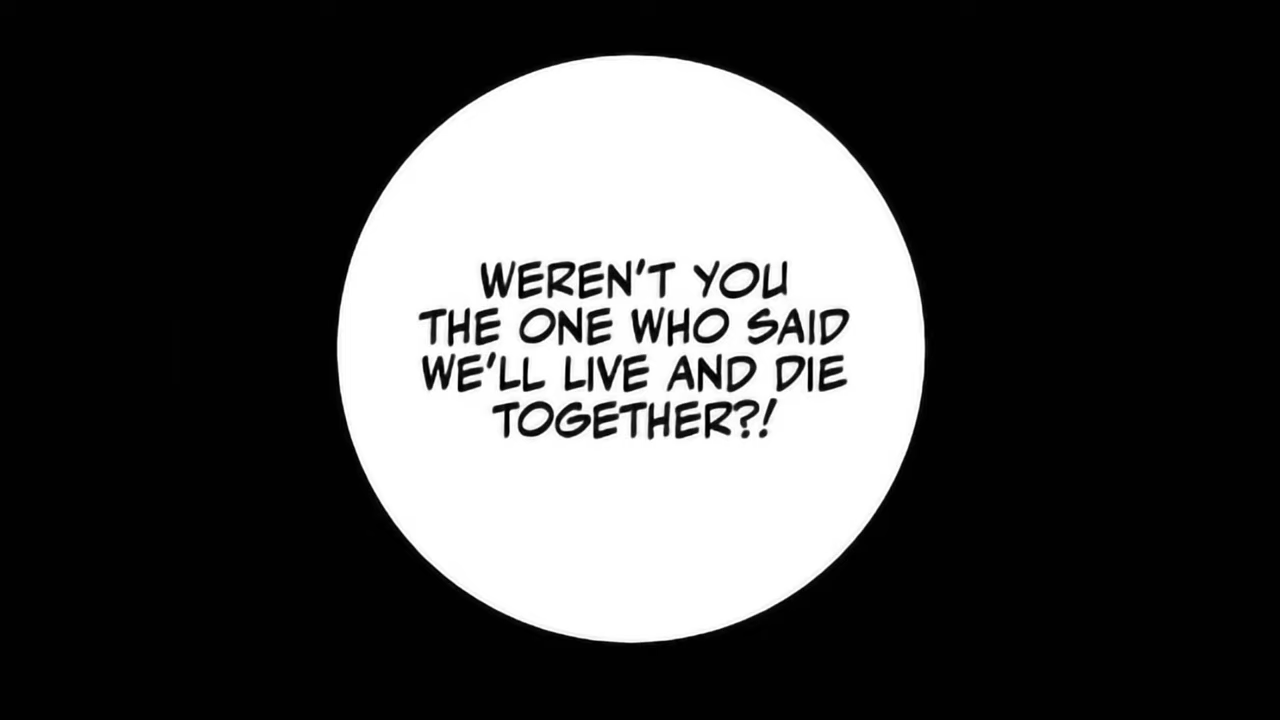 WEREN'T YOU
THE ONE WHO SAID
WE'LL LIVE AND DIE
TOGETHER?!